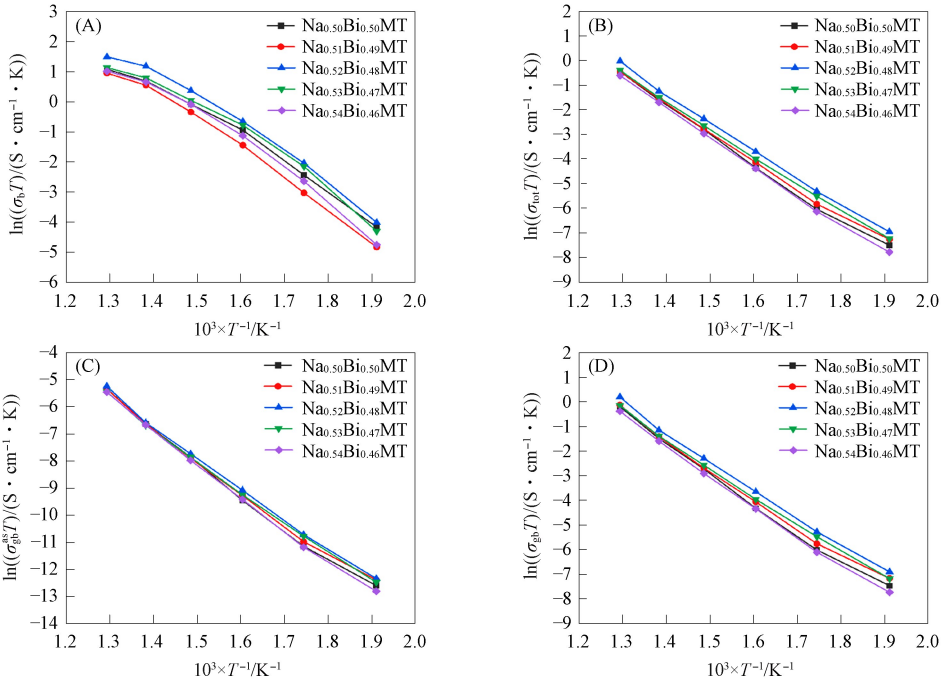 (A)
Na0.50Bi0.50MT
Na0.51Bi0.49MT
Na0.52Bi0.48MT
Na0.53Bi0.47MT
Na0.54Bi0.46MT
3
2
1
0
−1
−2
−3
−4
−5
−6
ln((σbT)/(S・cm−1・K))
1.2 1.3 1.4 1.5 1.6 1.7 1.8 1.9 2.0
10³×T−1/K−1
(B)
Na0.50Bi0.50MT
Na0.51Bi0.49MT
Na0.52Bi0.48MT
Na0.53Bi0.47MT
Na0.54Bi0.46MT
2
1
0
−1
−2
−3
−4
−5
−6
−7
−8
−9
ln((σtotT)/(S・cm−1・K))
1.2 1.3 1.4 1.5 1.6 1.7 1.8 1.9 2.0
10³×T−1/K−1
(C)
Na0.50Bi0.50MT
Na0.51Bi0.49MT
Na0.52Bi0.48MT
Na0.53Bi0.47MT
Na0.54Bi0.46MT
−4
−5
−6
−7
−8
−9
−10
−11
−12
−13
−14
ln((σgbasT)/(S・cm−1・K))
1.2 1.3 1.4 1.5 1.6 1.7 1.8 1.9 2.0
10³×T−1/K−1
(D)
Na0.50Bi0.50MT
Na0.51Bi0.49MT
Na0.52Bi0.48MT
Na0.53Bi0.47MT
Na0.54Bi0.46MT
2
1
0
−1
−2
−3
−4
−5
−6
−7
−8
−9
ln((σgbT)/(S・cm−1・K))
1.2 1.3 1.4 1.5 1.6 1.7 1.8 1.9 2.0
10³×T−1/K−1